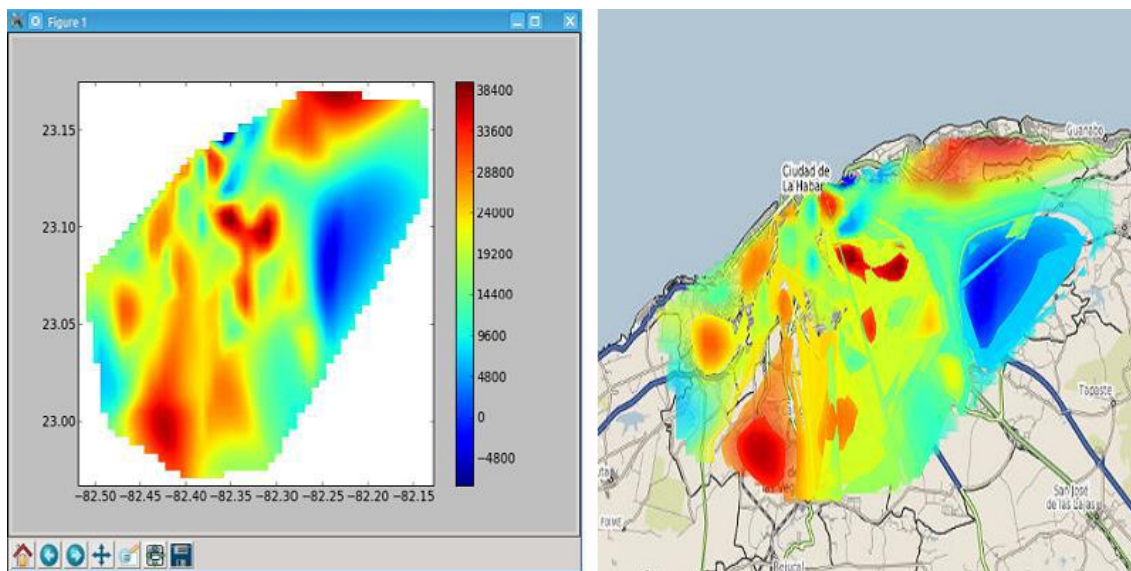 Figure 1
23.15
23.10
23.05
23.00
−82.50−82.45−82.40−82.35−82.30−82.25−82.20−82.15
38400
33600
28800
24000
19200
14400
9600
4800
0
−4800
Guanabo
Ciudad de
La Haban
Tapaste
San José
de las Lajas
Bejucal